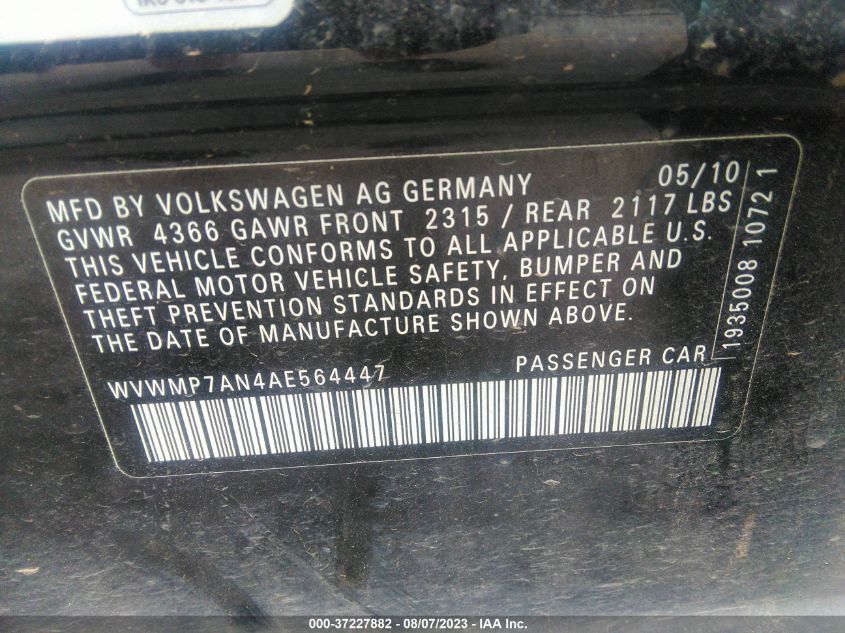 MFD BY VOLKSWAGEN AG GERMANY 05/10
GVWR 4366 GAWR FRONT 2315 / REAR 2117 LBS
THIS VEHICLE CONFORMS TO ALL APPLICABLE U.S.
FEDERAL MOTOR VEHICLE SAFETY, BUMPER AND
THEFT PREVENTION STANDARDS IN EFFECT ON
THE DATE OF MANUFACTURE SHOWN ABOVE.
WVWMP7AN4AE564447 PASSENGER CAR
1935008 1072 1
000-37227882 - 08/07/2023 - IAA Inc.